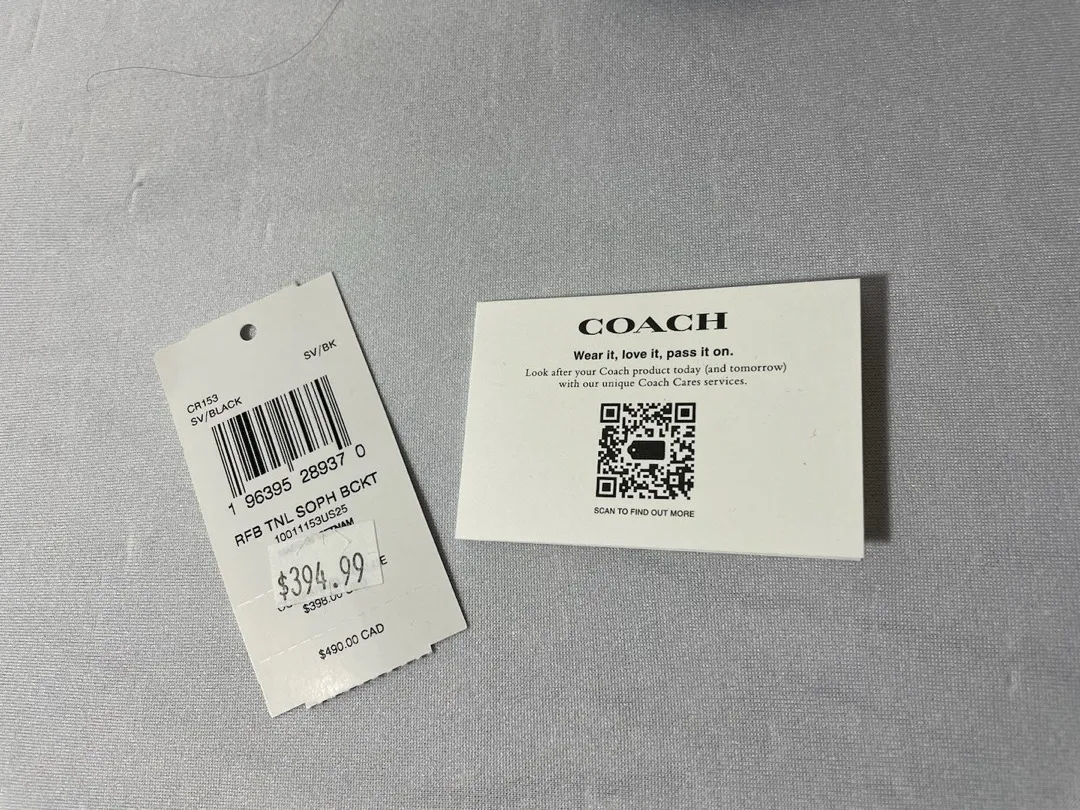 SV/BK
CR153
SV/BLACK
1 96395 28937 0
RFB TNL SOPH BCKT
10011153US25
$394.99
$398.00
$490.00 CAD
COACH
Wear it, love it, pass it on.
Look after your Coach product today (and tomorrow)
with our unique Coach Cares services.
SCAN TO FIND OUT MORE